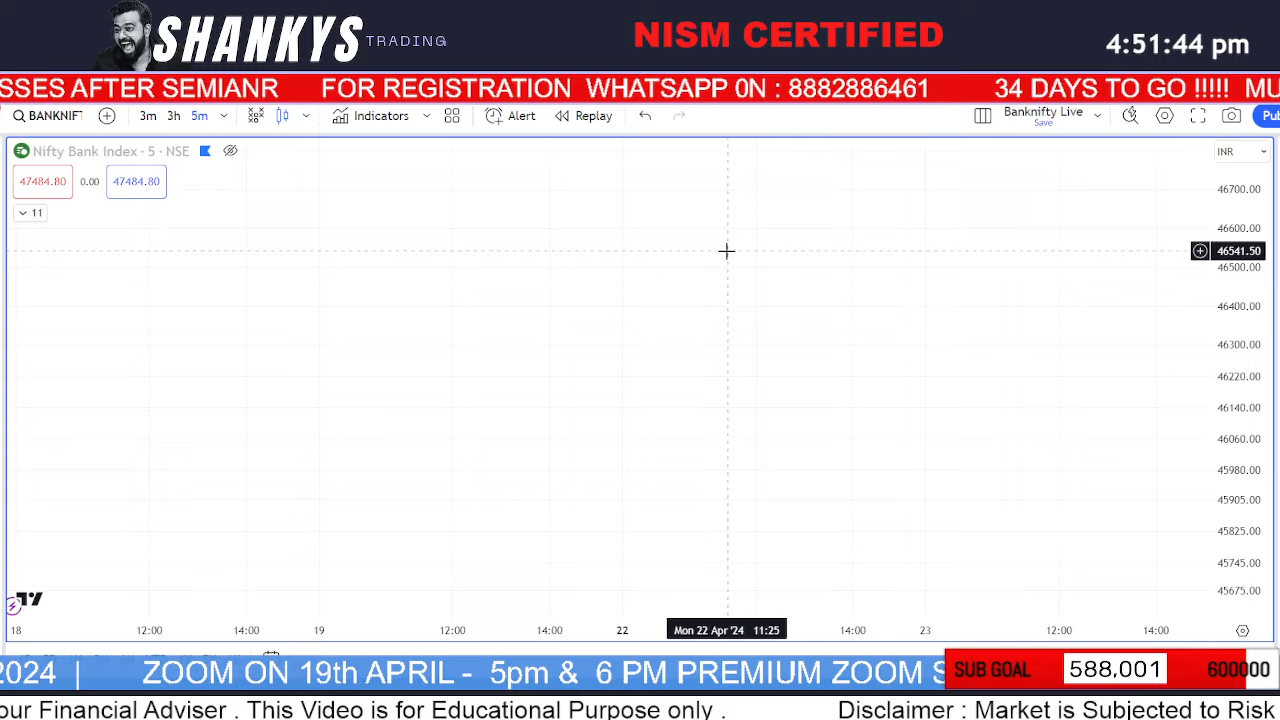 SHANKYS TRADING
NISM CERTIFIED
4:51:44 pm
SSES AFTER SEMIANR FOR REGISTRATION WHATSAPP 0N : 8882886461 34 DAYS TO GO !!!!! MU
BANKNIFT 3m 3h 5m Indicators Alert Replay Banknifty Live Save Pub
Nifty Bank Index · 5 · NSE
INR
47484.80 0.00 47484.80
11
46700.00
46600.00
46541.50
46500.00
46400.00
46300.00
46220.00
46140.00
46060.00
45980.00
45905.00
45825.00
45745.00
45675.00
18 12:00 14:00 19 12:00 14:00 22 Mon 22 Apr '24 11:25 14:00 23 12:00 14:00
2024 | ZOOM ON 19th APRIL - 5pm & 6 PM PREMIUM ZOOM S
SUB GOAL 588,001 600000
our Financial Adviser . This Video is for Educational Purpose only . Disclaimer : Market is Subjected to Risk